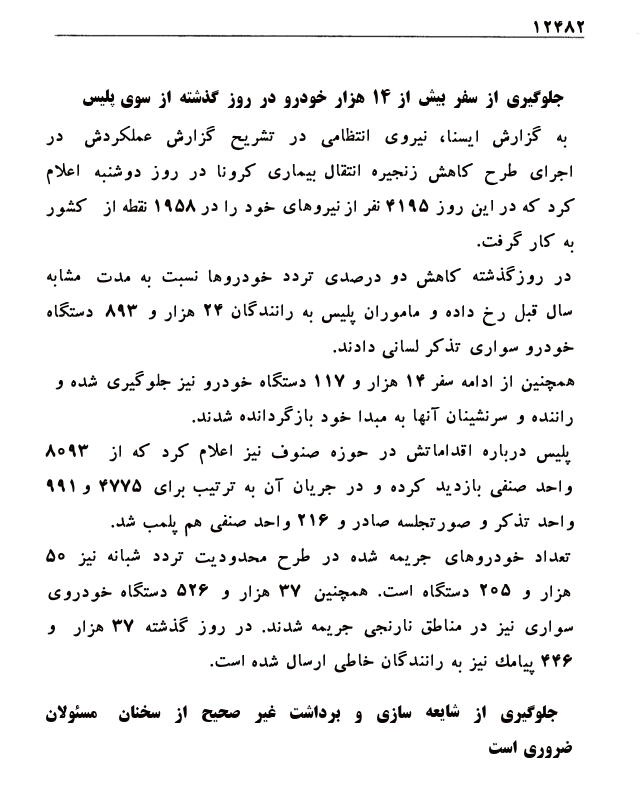 ۱۲۴۸۲
جلوگیری از سفر بیش از ۱۴ هزار خودرو در روز گذشته از سوی پلیس
به گزارش ایسنا، نیروی انتظامی در تشریح گزارش عملکردش در
اجرای طرح کاهش زنجیره انتقال بیماری کرونا در روز دوشنبه اعلام
کرد که در این روز ۴۱۹۵ نفر از نیروهای خود را در ۱۹۵۸ نقطه از کشور
به کار گرفت.
در روزگذشته کاهش دو درصدی تردد خودروها نسبت به مدت مشابه
سال قبل رخ داده و ماموران پلیس به رانندگان ۲۴ هزار و ۸۹۳ دستگاه
خودرو سواری تذکر لسانی دادند.
همچنین از ادامه سفر ۱۴ هزار و ۱۱۷ دستگاه خودرو نیز جلوگیری شده و
راننده و سرنشینان آنها به مبدا خود بازگردانده شدند.
پلیس درباره اقداماتش در حوزه صنوف نیز اعلام کرد که از ۸۰۹۳
واحد صنفی بازدید کرده و در جریان آن به ترتیب برای ۴۷۷۵ و ۹۹۱
واحد تذکر و صورتجلسه صادر و ۲۱۶ واحد صنفی هم پلمب شد.
تعداد خودروهای جریمه شده در طرح محدودیت تردد شبانه نیز ۵۰
هزار و ۲۰۵ دستگاه است. همچنین ۳۷ هزار و ۵۲۶ دستگاه خودروی
سواری نیز در مناطق نارنجی جریمه شدند. در روز گذشته ۳۷ هزار و
۴۴۶ پیامك نیز به رانندگان خاطی ارسال شده است.
جلوگیری از شایعه سازی و برداشت غیر صحیح از سخنان مسئولان
ضروری است